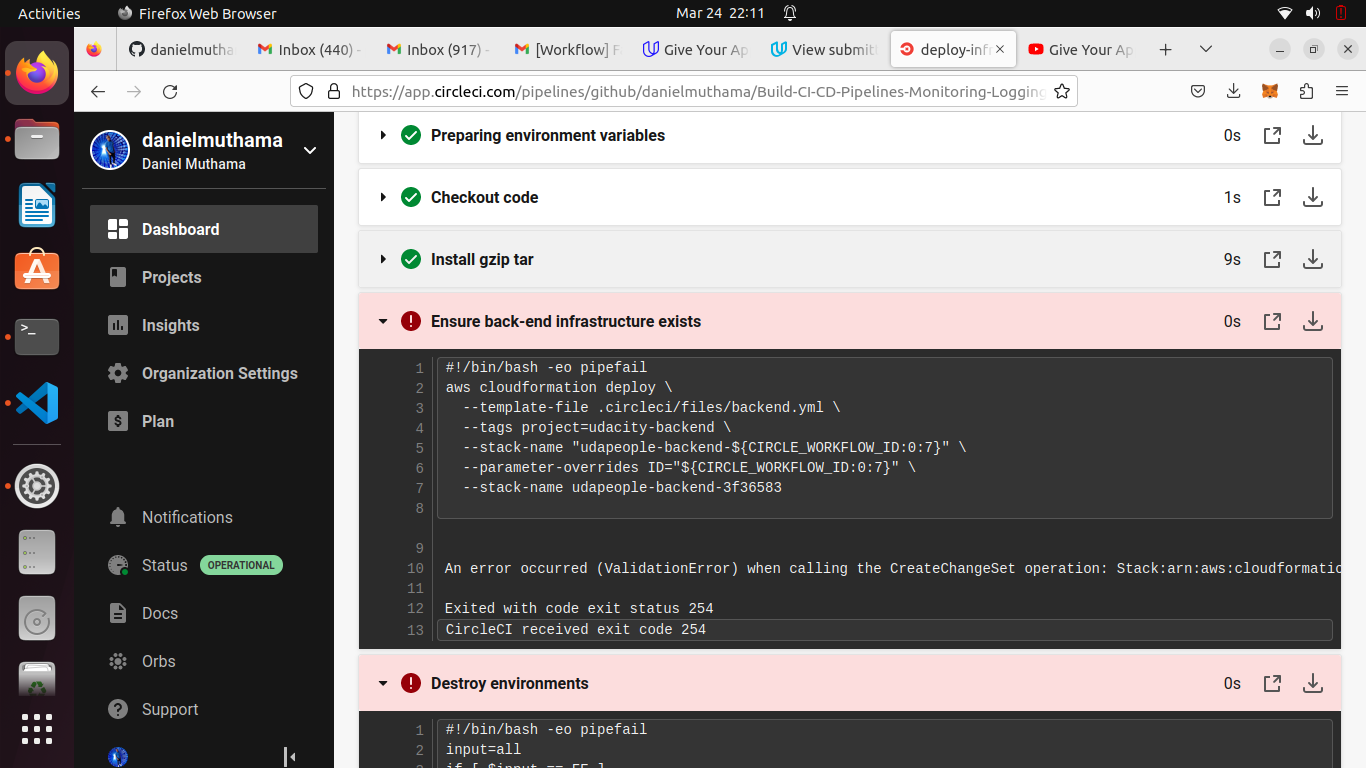 Activities
Firefox Web Browser
Mar 24 22:11
danielmutha
Inbox (440) -
Inbox (917) -
[Workflow] F
Give Your Ap
View submit
deploy-infr
Give Your Ap
https://app.circleci.com/pipelines/github/danielmuthama/Build-CI-CD-Pipelines-Monitoring-Logging
danielmuthama
Daniel Muthama
Dashboard
Projects
Insights
Organization Settings
Plan
Notifications
Status OPERATIONAL
Docs
Orbs
Support
Preparing environment variables 0s
Checkout code 1s
Install gzip tar 9s
Ensure back-end infrastructure exists 0s
1 #!/bin/bash -eo pipefail
2 aws cloudformation deploy \
3 --template-file .circleci/files/backend.yml \
4 --tags project=udacity-backend \
5 --stack-name "udapeople-backend-${CIRCLE_WORKFLOW_ID:0:7}" \
6 --parameter-overrides ID="${CIRCLE_WORKFLOW_ID:0:7}" \
7 --stack-name udapeople-backend-3f36583
8
9
10 An error occurred (ValidationError) when calling the CreateChangeSet operation: Stack:arn:aws:cloudformatic
11
12 Exited with code exit status 254
13 CircleCI received exit code 254
Destroy environments 0s
1 #!/bin/bash -eo pipefail
2 input=all